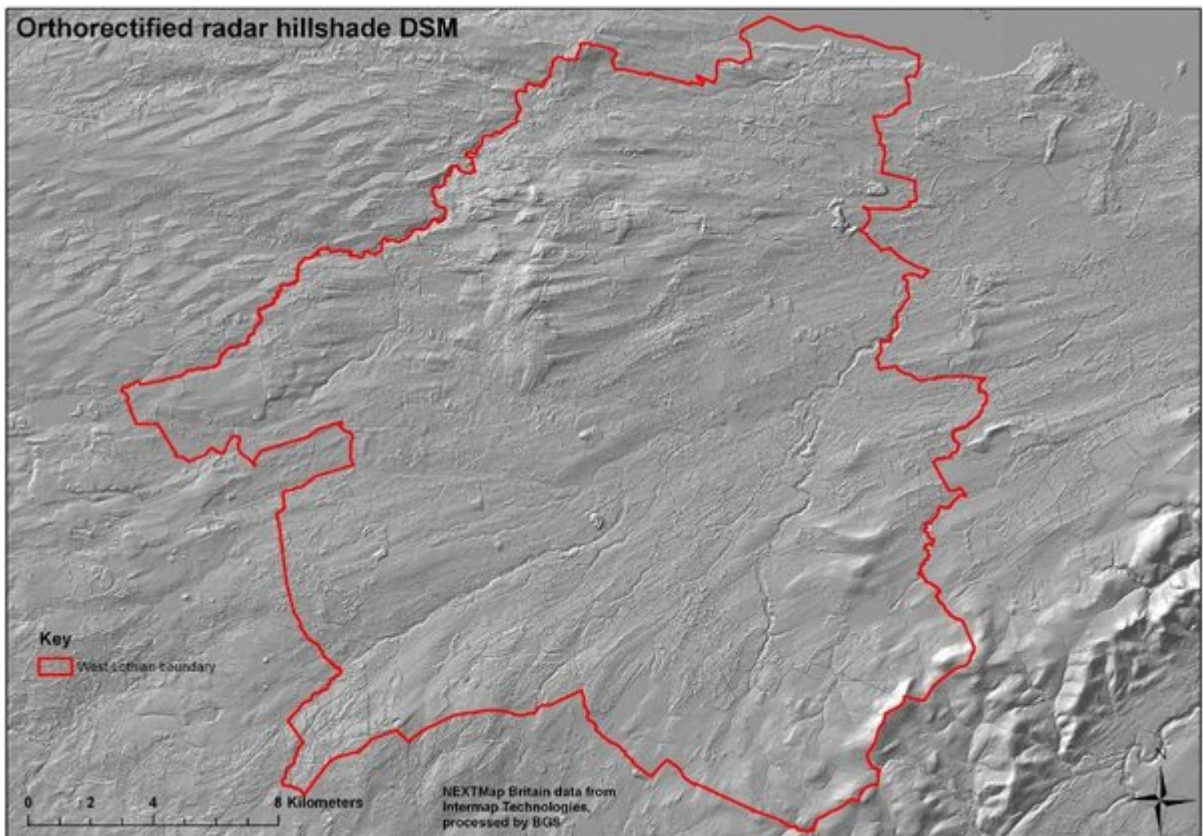 Orthorectified radar hillshade DSM
Key
West Lothian boundary
0 2 4 8 Kilometers
NEXTMap Britain data from
Intermap Technologies,
processed by BGS
N